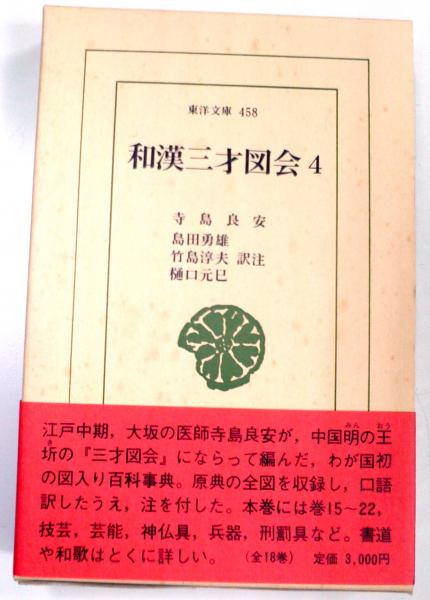 東洋文庫 458
和漢三才図会 4
寺島良安
島田勇雄
竹島淳夫 訳注
樋口元巳
江戸中期，大坂の医師寺島良安が，中国明の王
圻の『三才図会』にならって編んだ，わが国初
の図入り百科事典。原典の全図を収録し，口語
訳したうえ，注を付した。本巻には巻15〜22，
技芸，芸能，神仏具，兵器，刑罰具など。書道
や和歌はとくに詳しい。（全18巻） 定価 3,000円